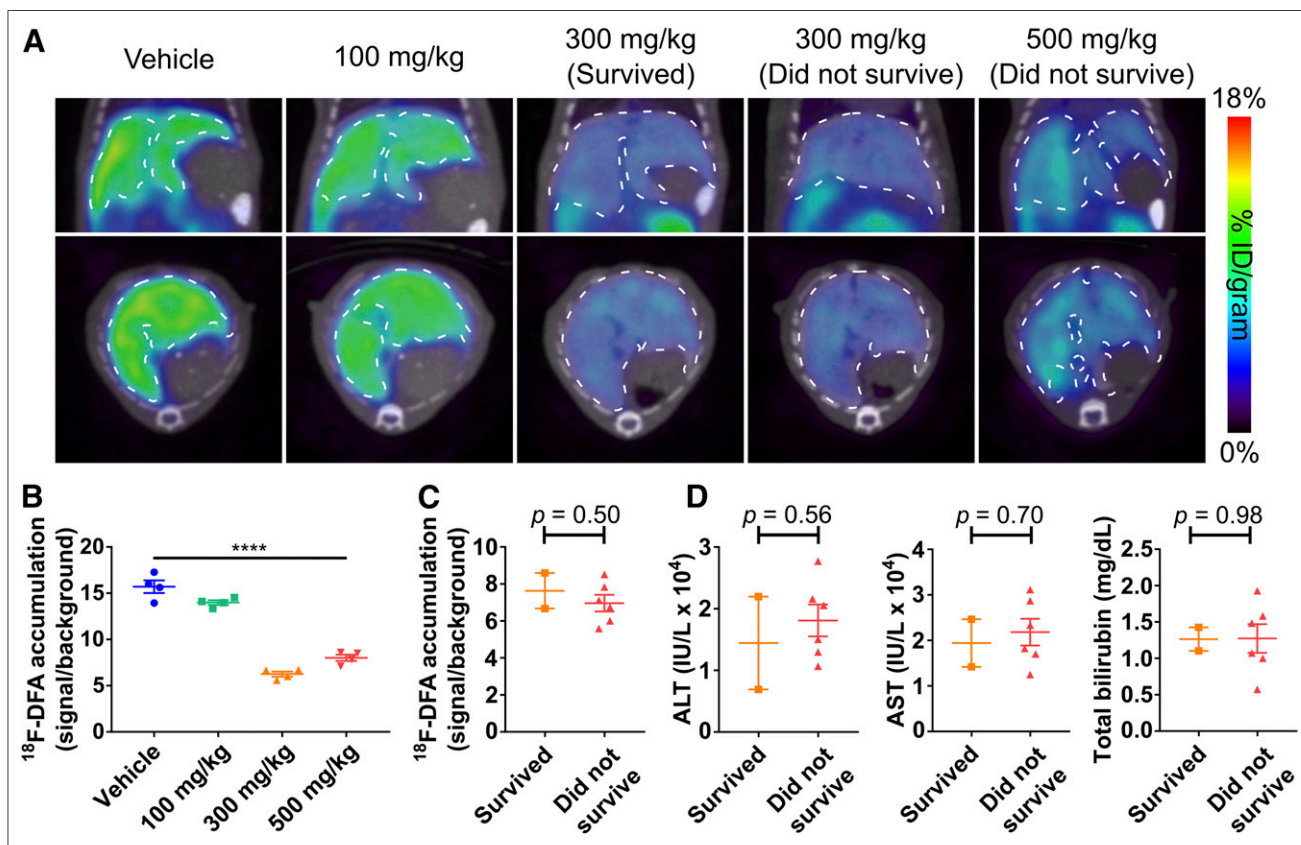 A
Vehicle
100 mg/kg
300 mg/kg
(Survived)
300 mg/kg
(Did not survive)
500 mg/kg
(Did not survive)
18%
% ID/gram
0%
B
¹⁸F-DFA accumulation
(signal/background)
20
15
10
5
0
****
Vehicle
100 mg/kg
300 mg/kg
500 mg/kg
C
¹⁸F-DFA accumulation
(signal/background)
p = 0.50
10
8
6
4
2
0
Survived
Did not
survive
D
ALT (IU/L x 10⁴)
p = 0.56
3
2
1
0
Survived
Did not
survive
AST (IU/L x 10⁴)
p = 0.70
4
3
2
1
0
Survived
Did not
survive
Total bilirubin (mg/dL)
p = 0.98
2.5
2.0
1.5
1.0
0.5
0.0
Survived
Did not
survive